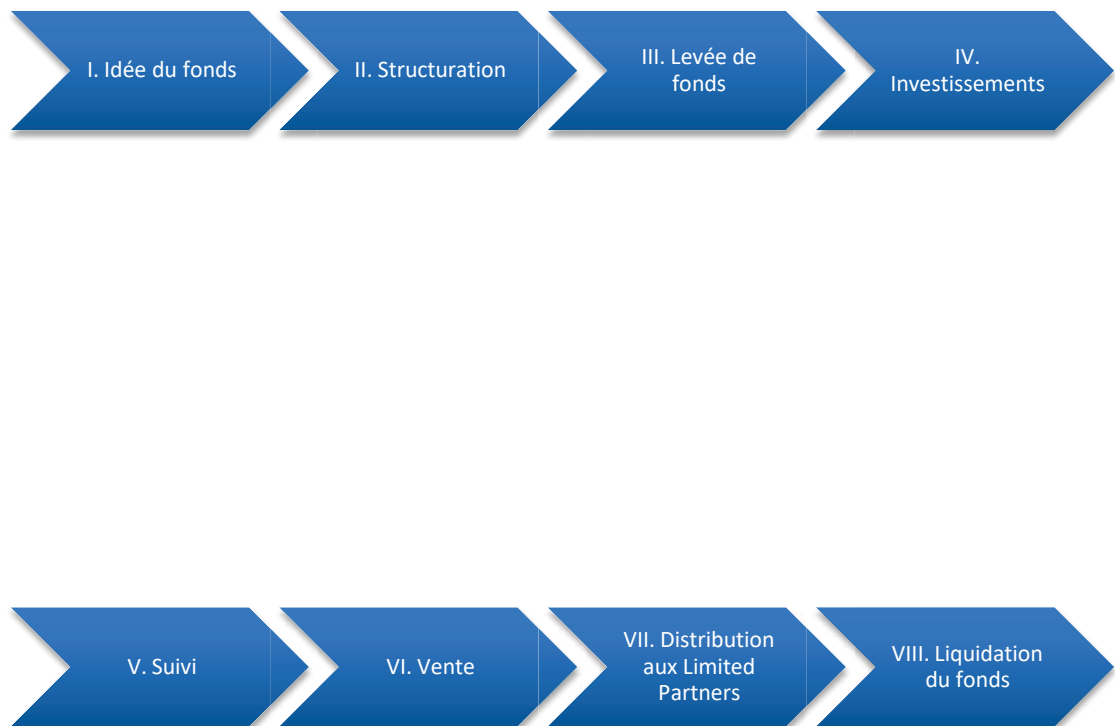 I. Idée du fonds
II. Structuration
III. Levée de
fonds
IV.
Investissements
V. Suivi
VI. Vente
VII. Distribution
aux Limited
Partners
VIII. Liquidation
du fonds